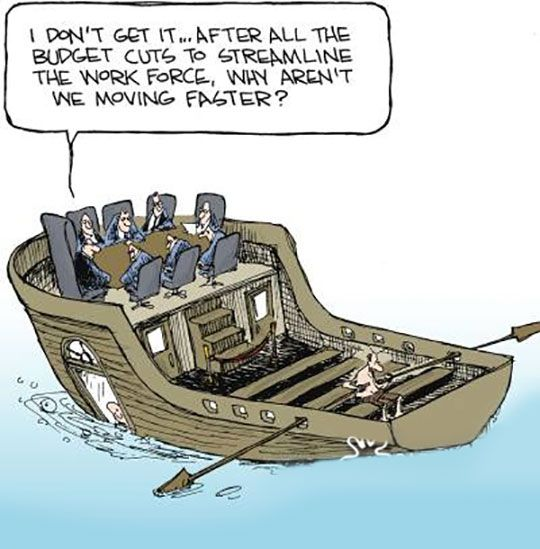 I DON'T GET IT...AFTER ALL THE
BUDGET CUTS TO STREAMLINE
THE WORK FORCE, WHY AREN'T
WE MOVING FASTER?